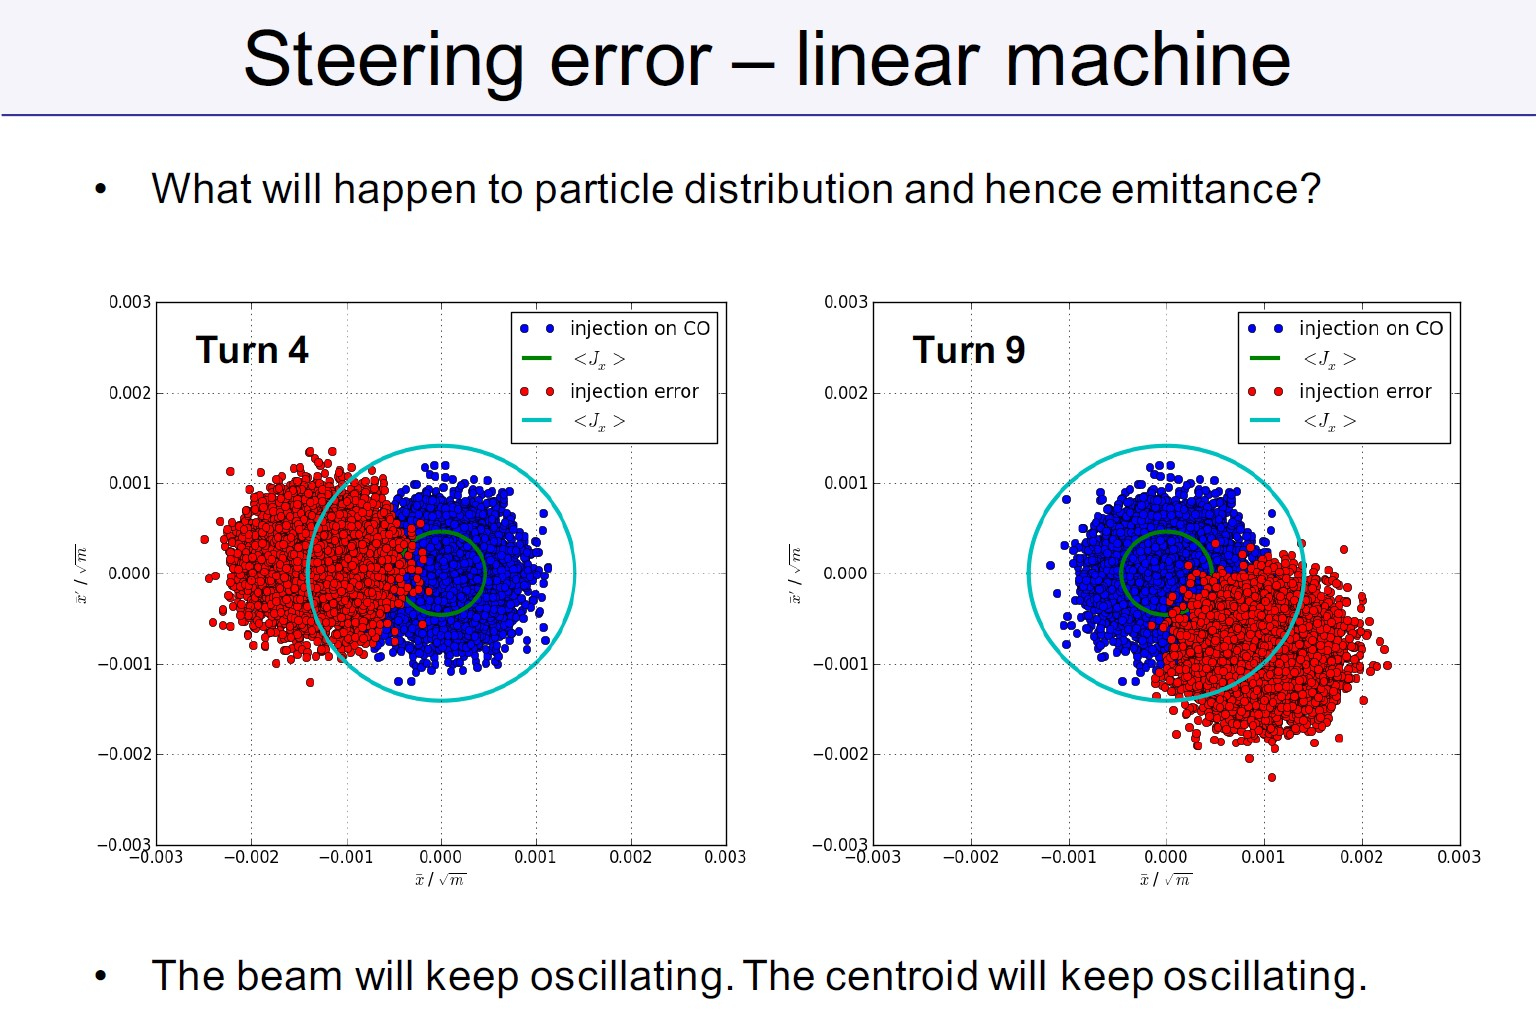 Steering error – linear machine
• What will happen to particle distribution and hence emittance?
Turn 4
injection on CO
<J_x>
injection error
<J_x>
0.003
0.002
0.001
0.000
−0.001
−0.002
−0.003
−0.003 −0.002 −0.001 0.000 0.001 0.002 0.003
x̄ / √m
x̄′ / √m
Turn 9
injection on CO
<J_x>
injection error
<J_x>
0.003
0.002
0.001
0.000
−0.001
−0.002
−0.003
−0.003 −0.002 −0.001 0.000 0.001 0.002 0.003
x̄ / √m
x̄′ / √m
• The beam will keep oscillating. The centroid will keep oscillating.